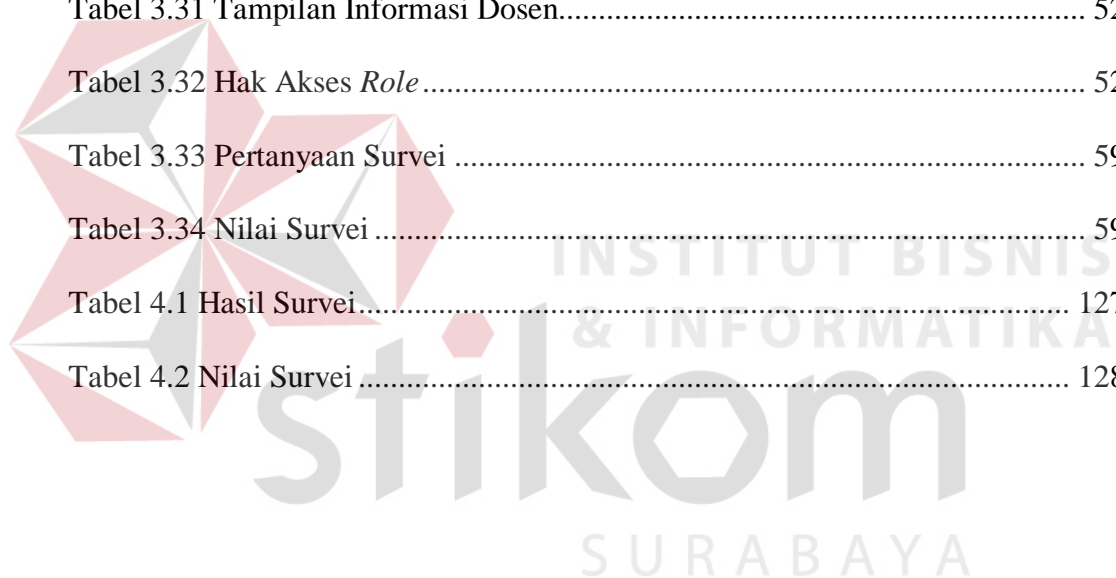 Tabel 3.31 Tampilan Informasi Dosen.......................................................... 52
Tabel 3.32 Hak Akses Role.......................................................................... 52
Tabel 3.33 Pertanyaan Survei ...................................................................... 59
Tabel 3.34 Nilai Survei ................................................................................ 59
Tabel 4.1 Hasil Survei................................................................................ 127
Tabel 4.2 Nilai Survei ................................................................................ 128
INSTITUT BISNIS
& INFORMATIKA
stikom
SURABAYA